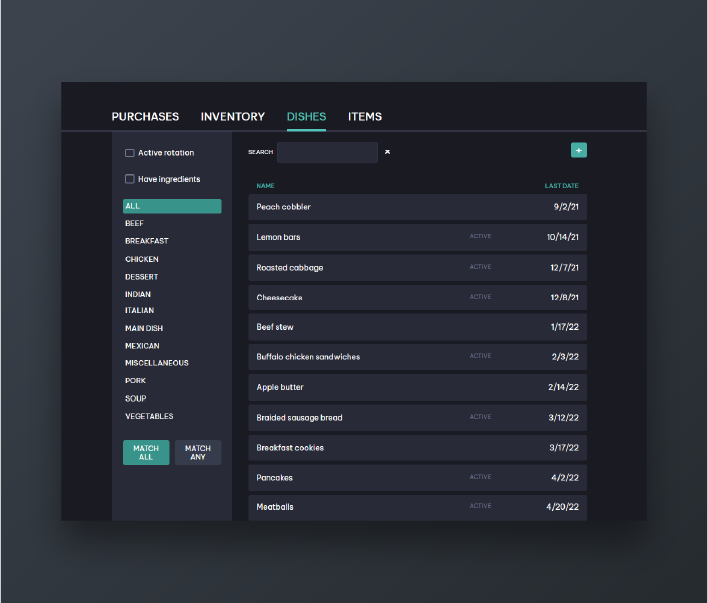 PURCHASES INVENTORY DISHES ITEMS
Active rotation
Have ingredients
ALL
BEEF
BREAKFAST
CHICKEN
DESSERT
INDIAN
ITALIAN
MAIN DISH
MEXICAN
MISCELLANEOUS
PORK
SOUP
VEGETABLES
MATCH
ALL
MATCH
ANY
SEARCH
+
NAME LAST DATE
Peach cobbler 9/2/21
Lemon bars ACTIVE 10/14/21
Roasted cabbage 12/7/21
Cheesecake ACTIVE 12/8/21
Beef stew 1/17/22
Buffalo chicken sandwiches ACTIVE 2/3/22
Apple butter 2/14/22
Braided sausage bread ACTIVE 3/12/22
Breakfast cookies 3/17/22
Pancakes ACTIVE 4/2/22
Meatballs ACTIVE 4/20/22